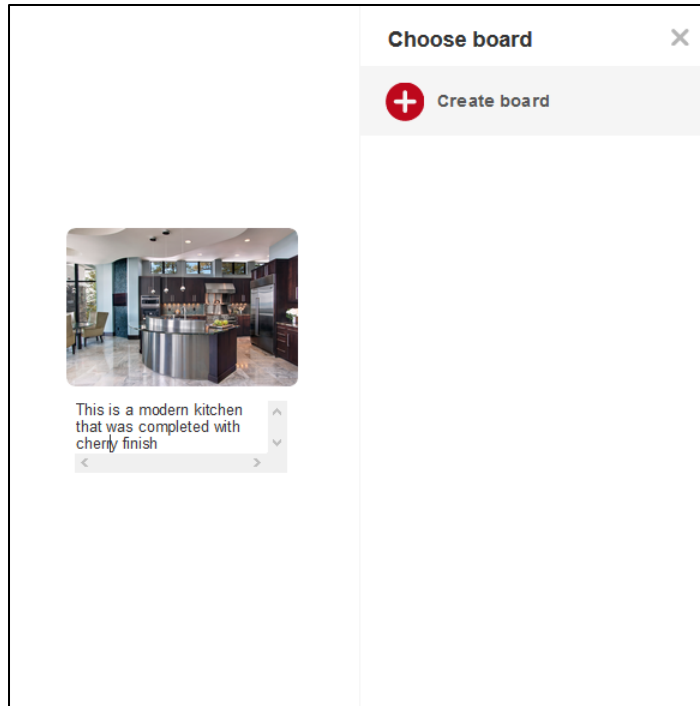 Choose board
Create board
This is a modern kitchen
that was completed with
cherry finish